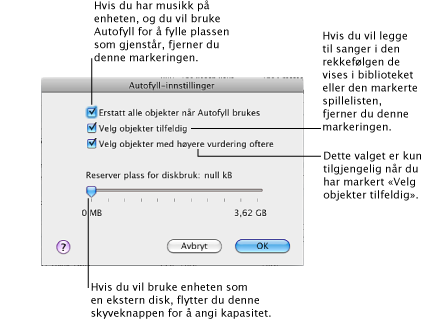 Hvis du har musikk på
enheten, og du vil bruke
Autofyll for å fylle plassen
som gjenstår, fjerner du
denne markeringen.
Hvis du vil legge
til sanger i den
rekkefølgen de
vises i biblioteket
eller den markerte
spillelisten,
fjerner du denne
markeringen.
Autofyll-innstillinger
Erstatt alle objekter når Autofyll brukes
Velg objekter tilfeldig
Velg objekter med høyere vurdering oftere
Dette valget er kun
tilgjengelig når du
har markert «Velg
objekter tilfeldig».
Reserver plass for diskbruk: null kB
0 MB
3,62 GB
?
Avbryt
OK
Hvis du vil bruke enheten som
en ekstern disk, flytter du denne
skyveknappen for å angi kapasitet.